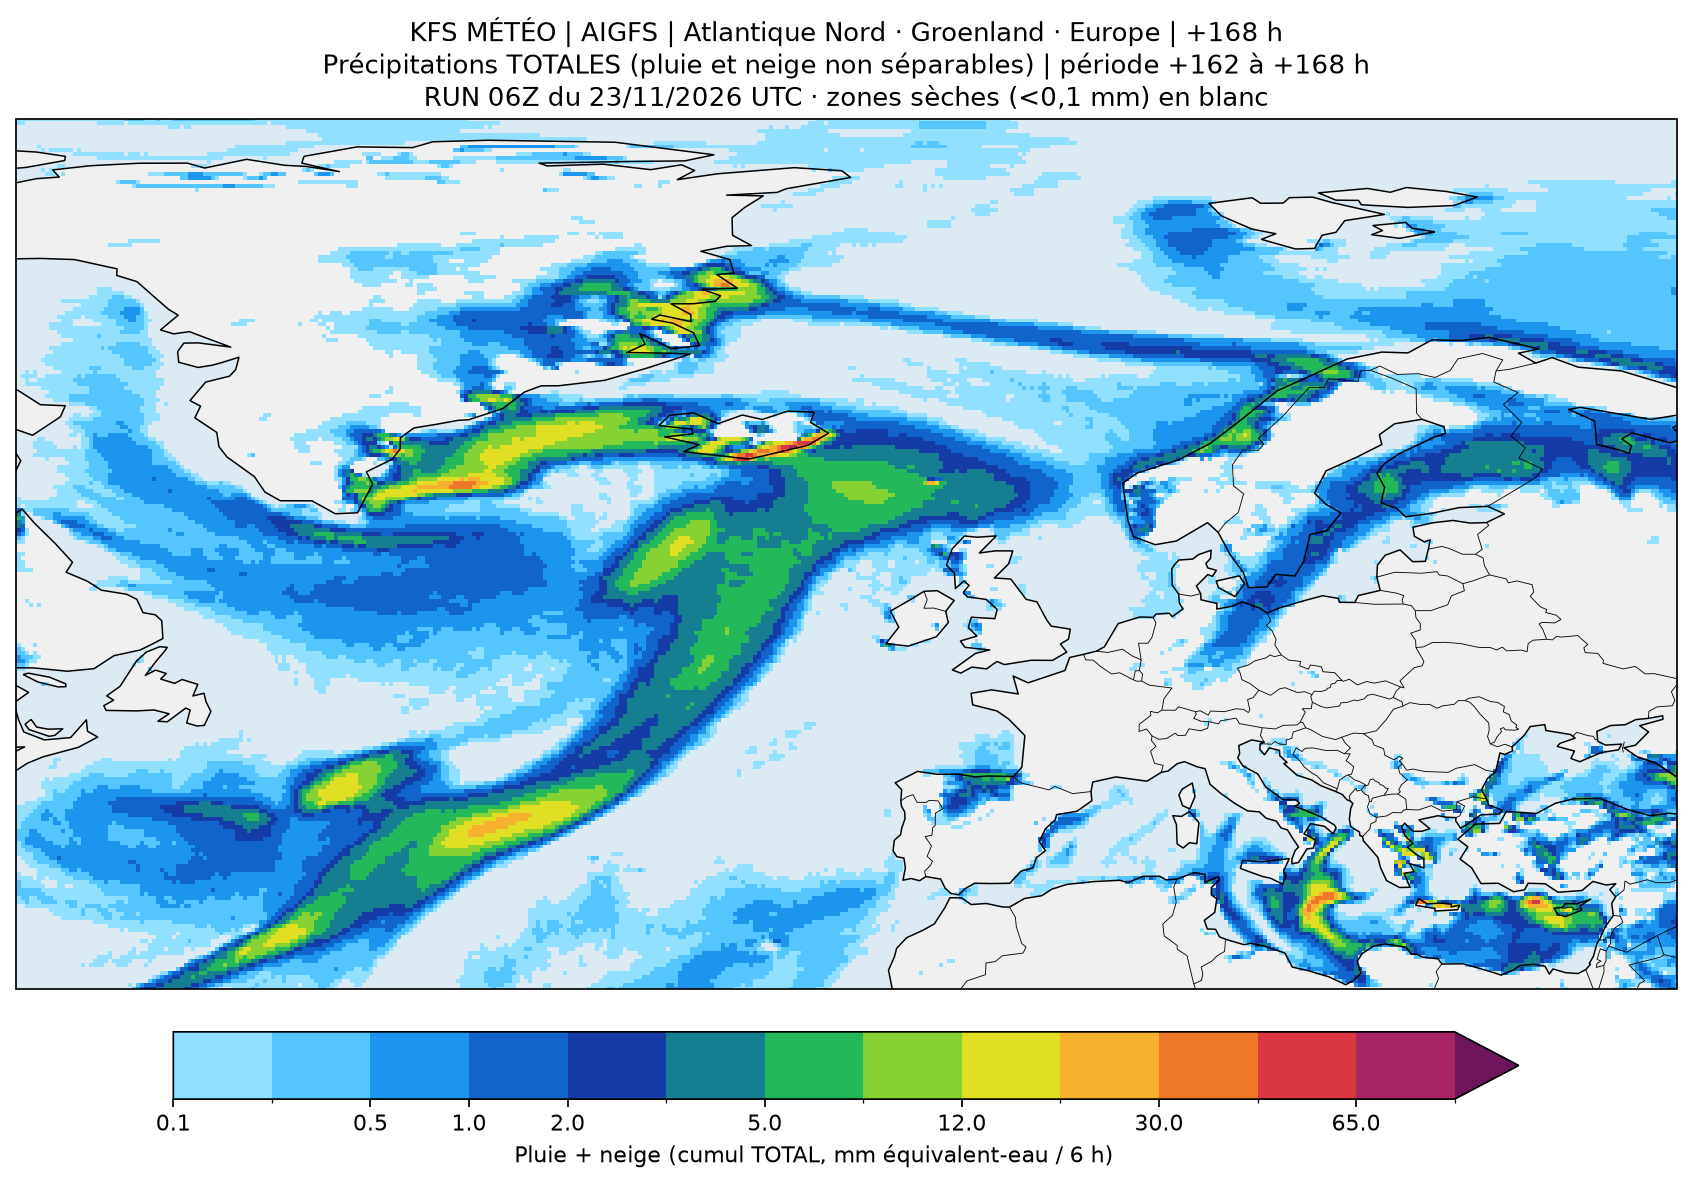 KFS MÉTÉO | AIGFS | Atlantique Nord · Groenland · Europe | +168 h
Précipitations TOTALES (pluie et neige non séparables) | période +162 à +168 h
RUN 06Z du 23/11/2026 UTC · zones sèches (<0,1 mm) en blanc
0.1 0.5 1.0 2.0 5.0 12.0 30.0 65.0
Pluie + neige (cumul TOTAL, mm équivalent-eau / 6 h)